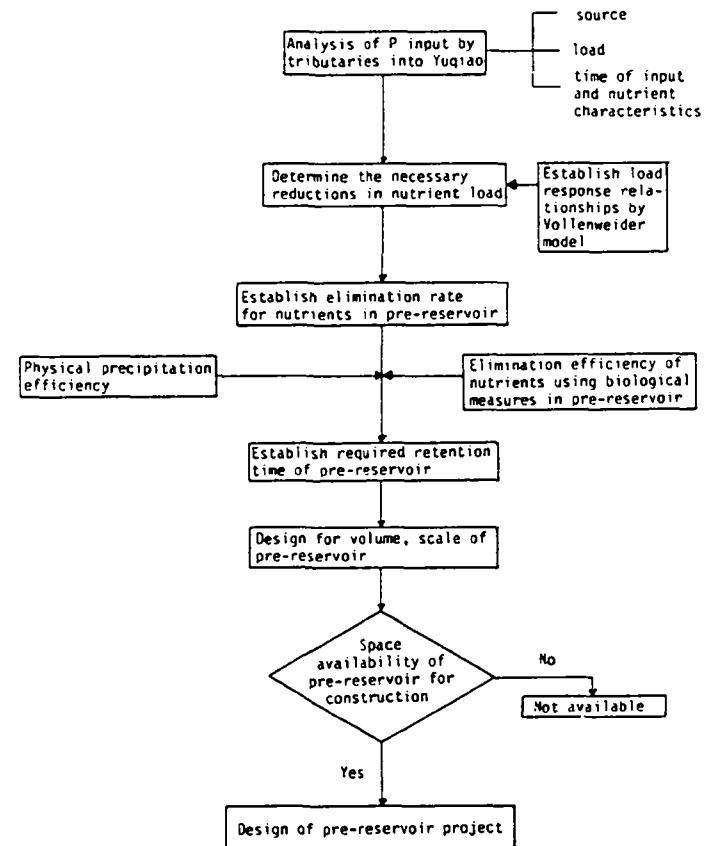 source
Analysis of P input by
tributaries into Yuqiao
load
time of input
and nutrient
characteristics
Determine the necessary
reductions in nutrient load
Establish load
response rela-
tionships by
Vollenweider
model
Establish elimination rate
for nutrients in pre-reservoir
Physical precipitation
efficiency
Elimination efficiency of
nutrients using biological
measures in pre-reservoir
Establish required retention
time of pre-reservoir
Design for volume, scale of
pre-reservoir
Space
availability of
pre-reservoir for
construction
No
Not available
Yes
Design of pre-reservoir project